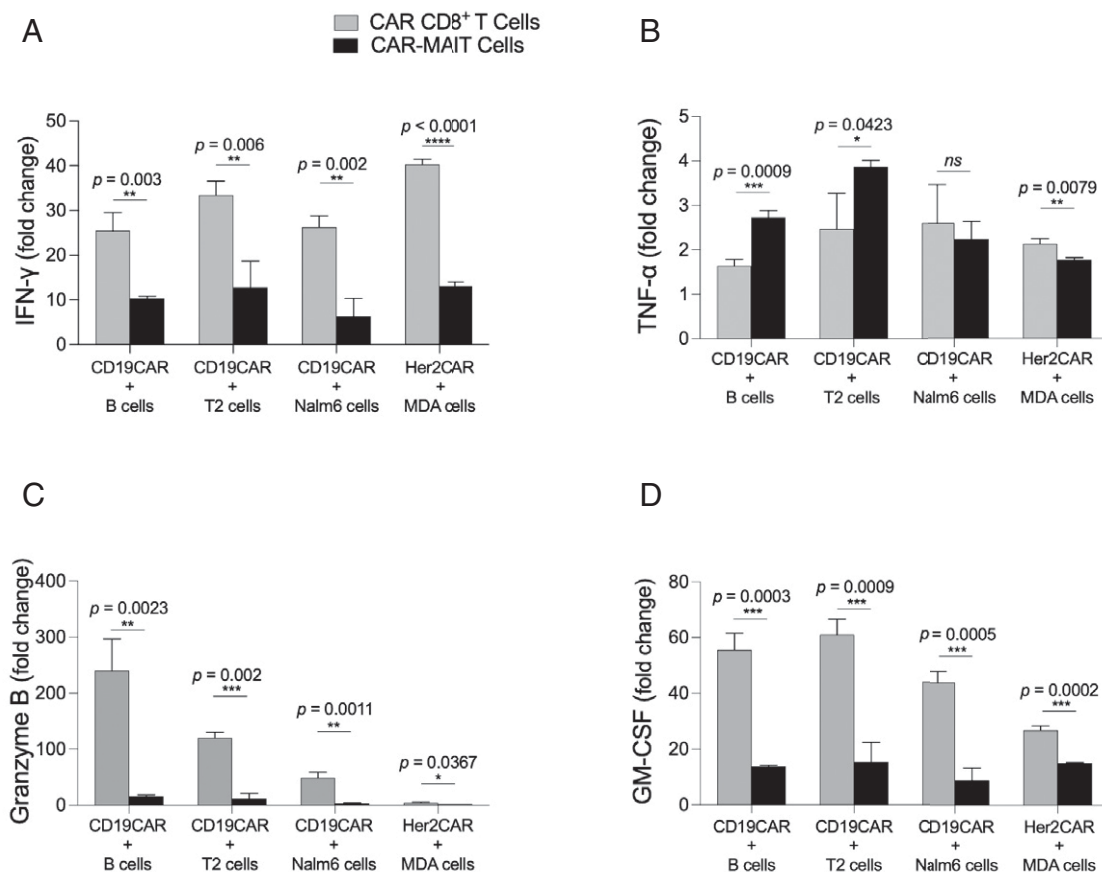 A
CAR CD8+ T Cells
CAR-MAIT Cells
B
IFN-γ (fold change)
50
40
30
20
10
0
p = 0.003
**
p = 0.006
**
p = 0.002
**
p < 0.0001
****
CD19CAR
+
B cells
CD19CAR
+
T2 cells
CD19CAR
+
Nalm6 cells
Her2CAR
+
MDA cells
TNF-α (fold change)
5
4
3
2
1
0
p = 0.0009
***
p = 0.0423
*
ns
p = 0.0079
**
CD19CAR
+
B cells
CD19CAR
+
T2 cells
CD19CAR
+
Nalm6 cells
Her2CAR
+
MDA cells
C
D
Granzyme B (fold change)
400
300
200
100
0
p = 0.0023
**
p = 0.002
***
p = 0.0011
**
p = 0.0367
*
CD19CAR
+
B cells
CD19CAR
+
T2 cells
CD19CAR
+
Nalm6 cells
Her2CAR
+
MDA cells
GM-CSF (fold change)
80
60
40
20
0
p = 0.0003
***
p = 0.0009
***
p = 0.0005
***
p = 0.0002
***
CD19CAR
+
B cells
CD19CAR
+
T2 cells
CD19CAR
+
Nalm6 cells
Her2CAR
+
MDA cells